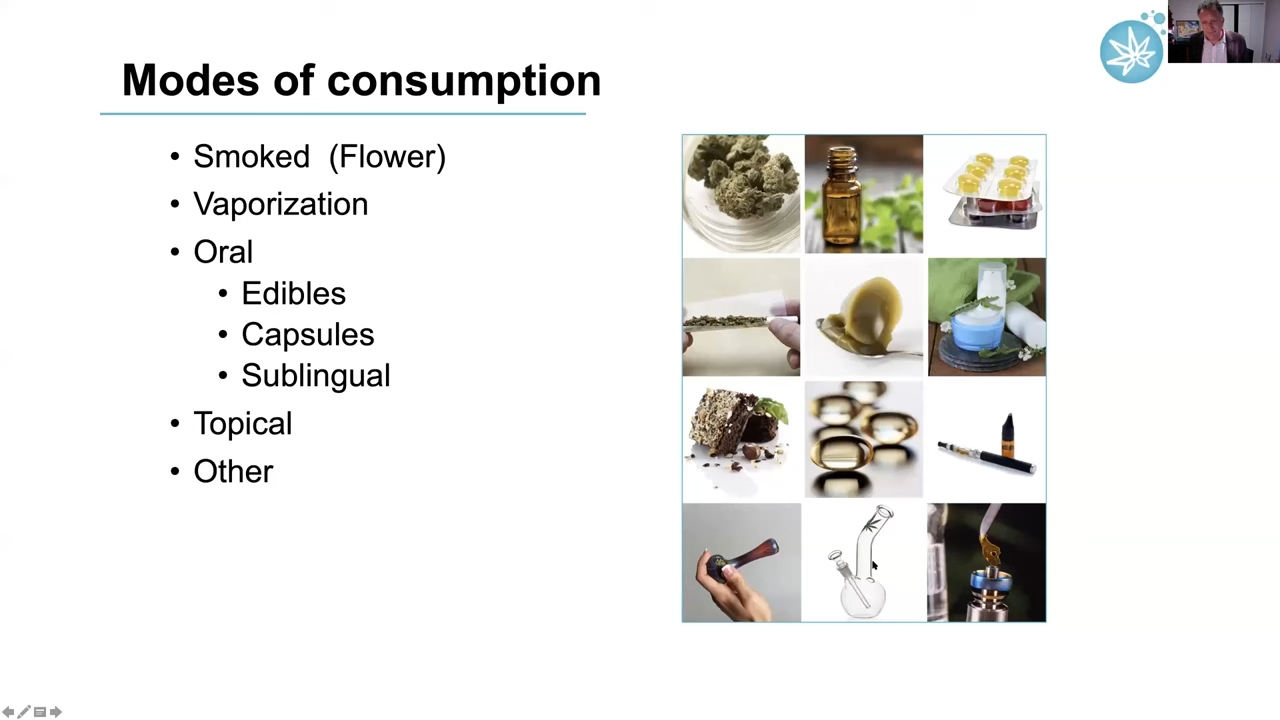 Modes of consumption
• Smoked  (Flower)
• Vaporization
• Oral
• Edibles
• Capsules
• Sublingual
• Topical
• Other